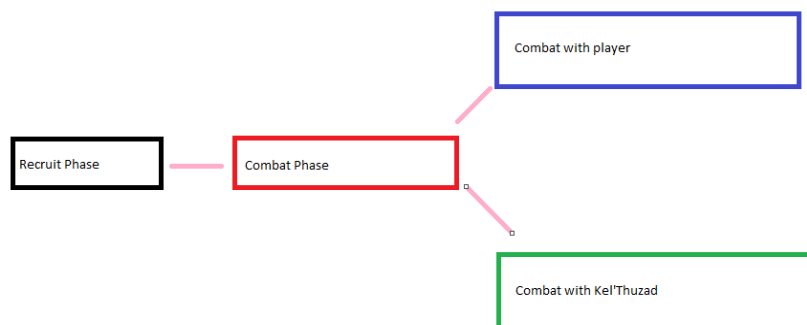 Combat with player
Recruit Phase
Combat Phase
Combat with Kel'Thuzad